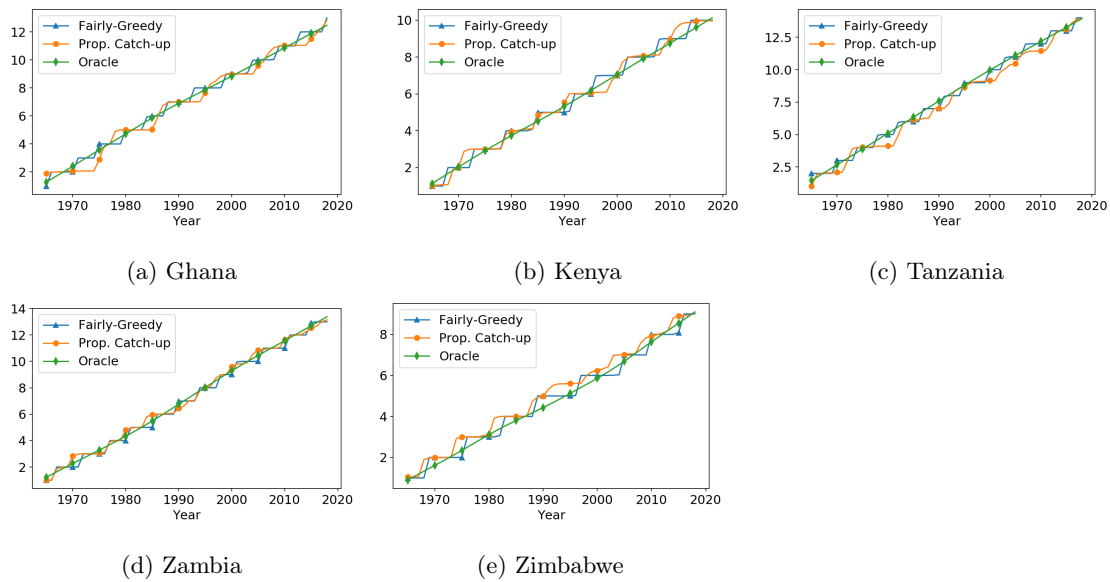 Fairly-Greedy
Prop. Catch-up
Oracle
12
10
8
6
4
2
1970 1980 1990 2000 2010 2020
Year
(a) Ghana
Fairly-Greedy
Prop. Catch-up
Oracle
10
8
6
4
2
1970 1980 1990 2000 2010 2020
Year
(b) Kenya
Fairly-Greedy
Prop. Catch-up
Oracle
12.5
10.0
7.5
5.0
2.5
1970 1980 1990 2000 2010 2020
Year
(c) Tanzania
Fairly-Greedy
Prop. Catch-up
Oracle
14
12
10
8
6
4
2
1970 1980 1990 2000 2010 2020
Year
(d) Zambia
Fairly-Greedy
Prop. Catch-up
Oracle
8
6
4
2
1970 1980 1990 2000 2010 2020
Year
(e) Zimbabwe